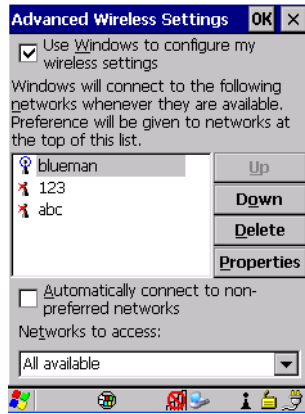 Advanced Wireless Settings OK ×
Use Windows to configure my
wireless settings
Windows will connect to the following
networks whenever they are available.
Preference will be given to networks at
the top of this list.
blueman
123
abc
Up
Down
Delete
Properties
Automatically connect to non-
preferred networks
Networks to access:
All available